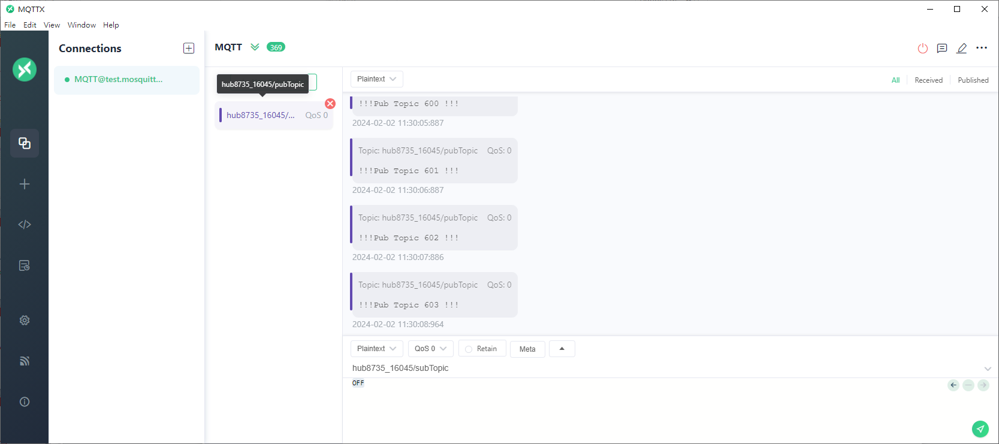 MQTTX
File Edit View Window Help
Connections
MQTT@test.mosquitt...
MQTT 369
hub8735_16045/pubTopic
hub8735_16045/... QoS 0
Plaintext
All Received Published
!!!Pub Topic 600 !!!
2024-02-02 11:30:05:887
Topic: hub8735_16045/pubTopic QoS: 0
!!!Pub Topic 601 !!!
2024-02-02 11:30:06:887
Topic: hub8735_16045/pubTopic QoS: 0
!!!Pub Topic 602 !!!
2024-02-02 11:30:07:886
Topic: hub8735_16045/pubTopic QoS: 0
!!!Pub Topic 603 !!!
2024-02-02 11:30:08:964
Plaintext QoS 0 Retain Meta
hub8735_16045/subTopic
OFF